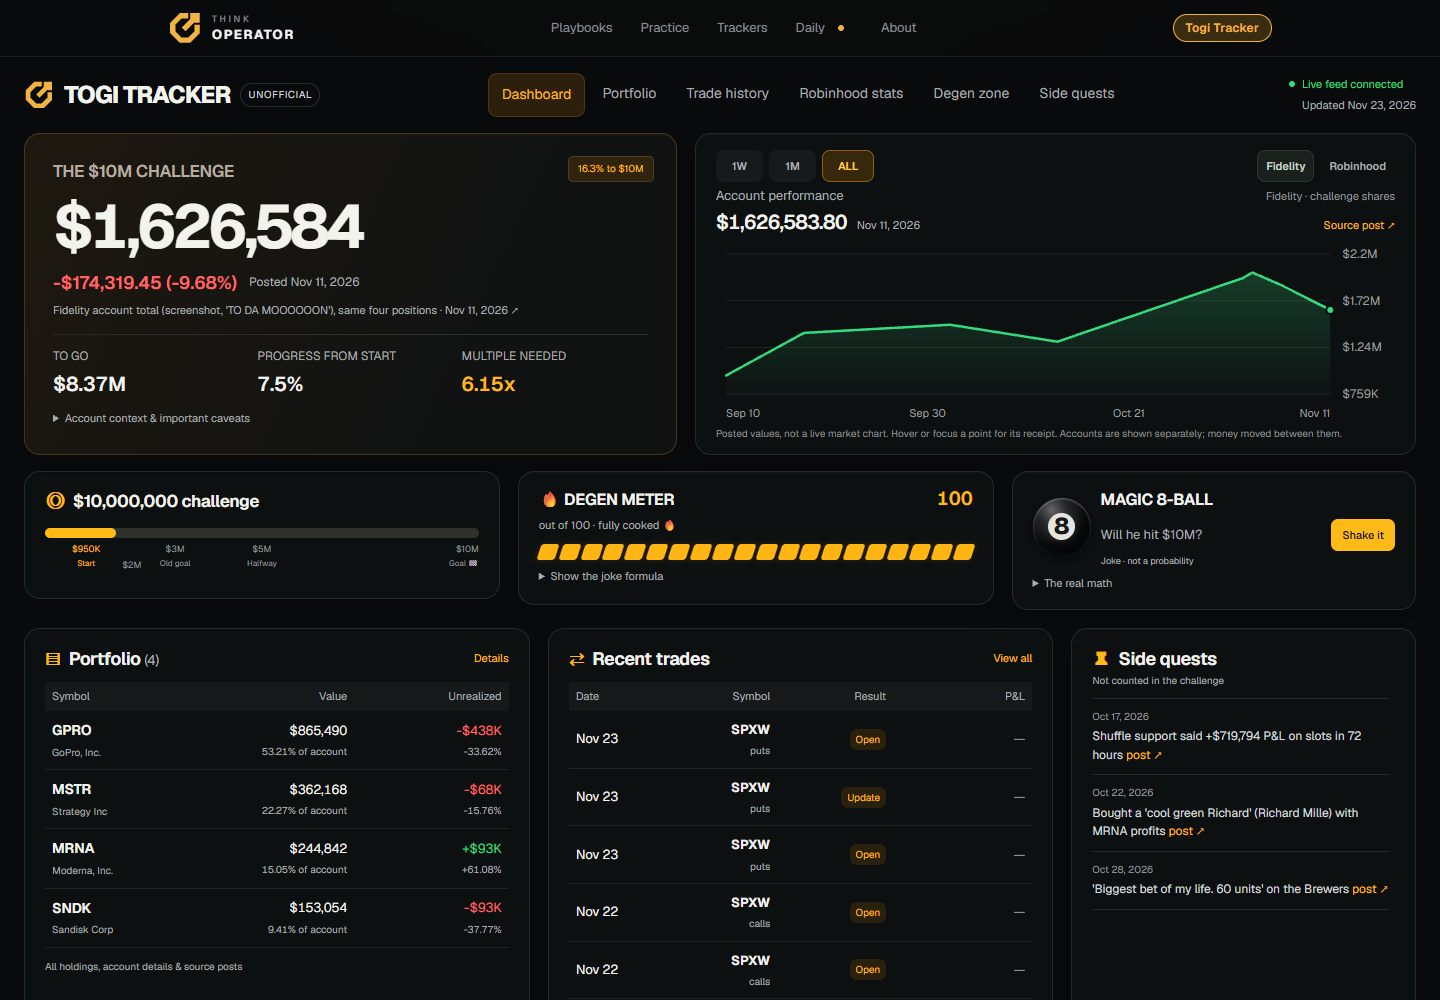 THINK
OPERATOR
Playbooks
Practice
Trackers
Daily
About
Togi Tracker
TOGI TRACKER
UNOFFICIAL
Dashboard
Portfolio
Trade history
Robinhood stats
Degen zone
Side quests
Live feed connected
Updated Nov 23, 2026
THE $10M CHALLENGE
16.3% to $10M
$1,626,584
-$174,319.45 (-9.68%) Posted Nov 11, 2026
Fidelity account total (screenshot, 'TO DA MOOOOOON'), same four positions · Nov 11, 2026 ↗
TO GO
PROGRESS FROM START
MULTIPLE NEEDED
$8.37M
7.5%
6.15x
Account context & important caveats
1W
1M
ALL
Fidelity
Robinhood
Account performance
Fidelity · challenge shares
$1,626,583.80 Nov 11, 2026
Source post ↗
$2.2M
$1.72M
$1.24M
$759K
Sep 10
Sep 30
Oct 21
Nov 11
Posted values, not a live market chart. Hover or focus a point for its receipt. Accounts are shown separately; money moved between them.
$10,000,000 challenge
$950K
$3M
$5M
$10M
Start
$2M
Old goal
Halfway
Goal
DEGEN METER
100
out of 100 · fully cooked
Show the joke formula
8
MAGIC 8-BALL
Will he hit $10M?
Shake it
Joke · not a probability
The real math
Portfolio (4)
Details
Symbol Value Unrealized
GPRO $865,490 -$438K
GoPro, Inc. 53.21% of account -33.62%
MSTR $362,168 -$68K
Strategy Inc 22.27% of account -15.76%
MRNA $244,842 +$93K
Moderna, Inc. 15.05% of account +61.08%
SNDK $153,054 -$93K
Sandisk Corp 9.41% of account -37.77%
All holdings, account details & source posts
Recent trades
View all
Date Symbol Result P&L
Nov 23 SPXW Open —
puts
Nov 23 SPXW Update —
puts
Nov 23 SPXW Open —
puts
Nov 22 SPXW Open —
calls
Nov 22 SPXW Open —
calls
Side quests
Not counted in the challenge
Oct 17, 2026
Shuffle support said +$719,794 P&L on slots in 72
hours post ↗
Oct 22, 2026
Bought a 'cool green Richard' (Richard Mille) with
MRNA profits post ↗
Oct 28, 2026
'Biggest bet of my life. 60 units' on the Brewers post ↗